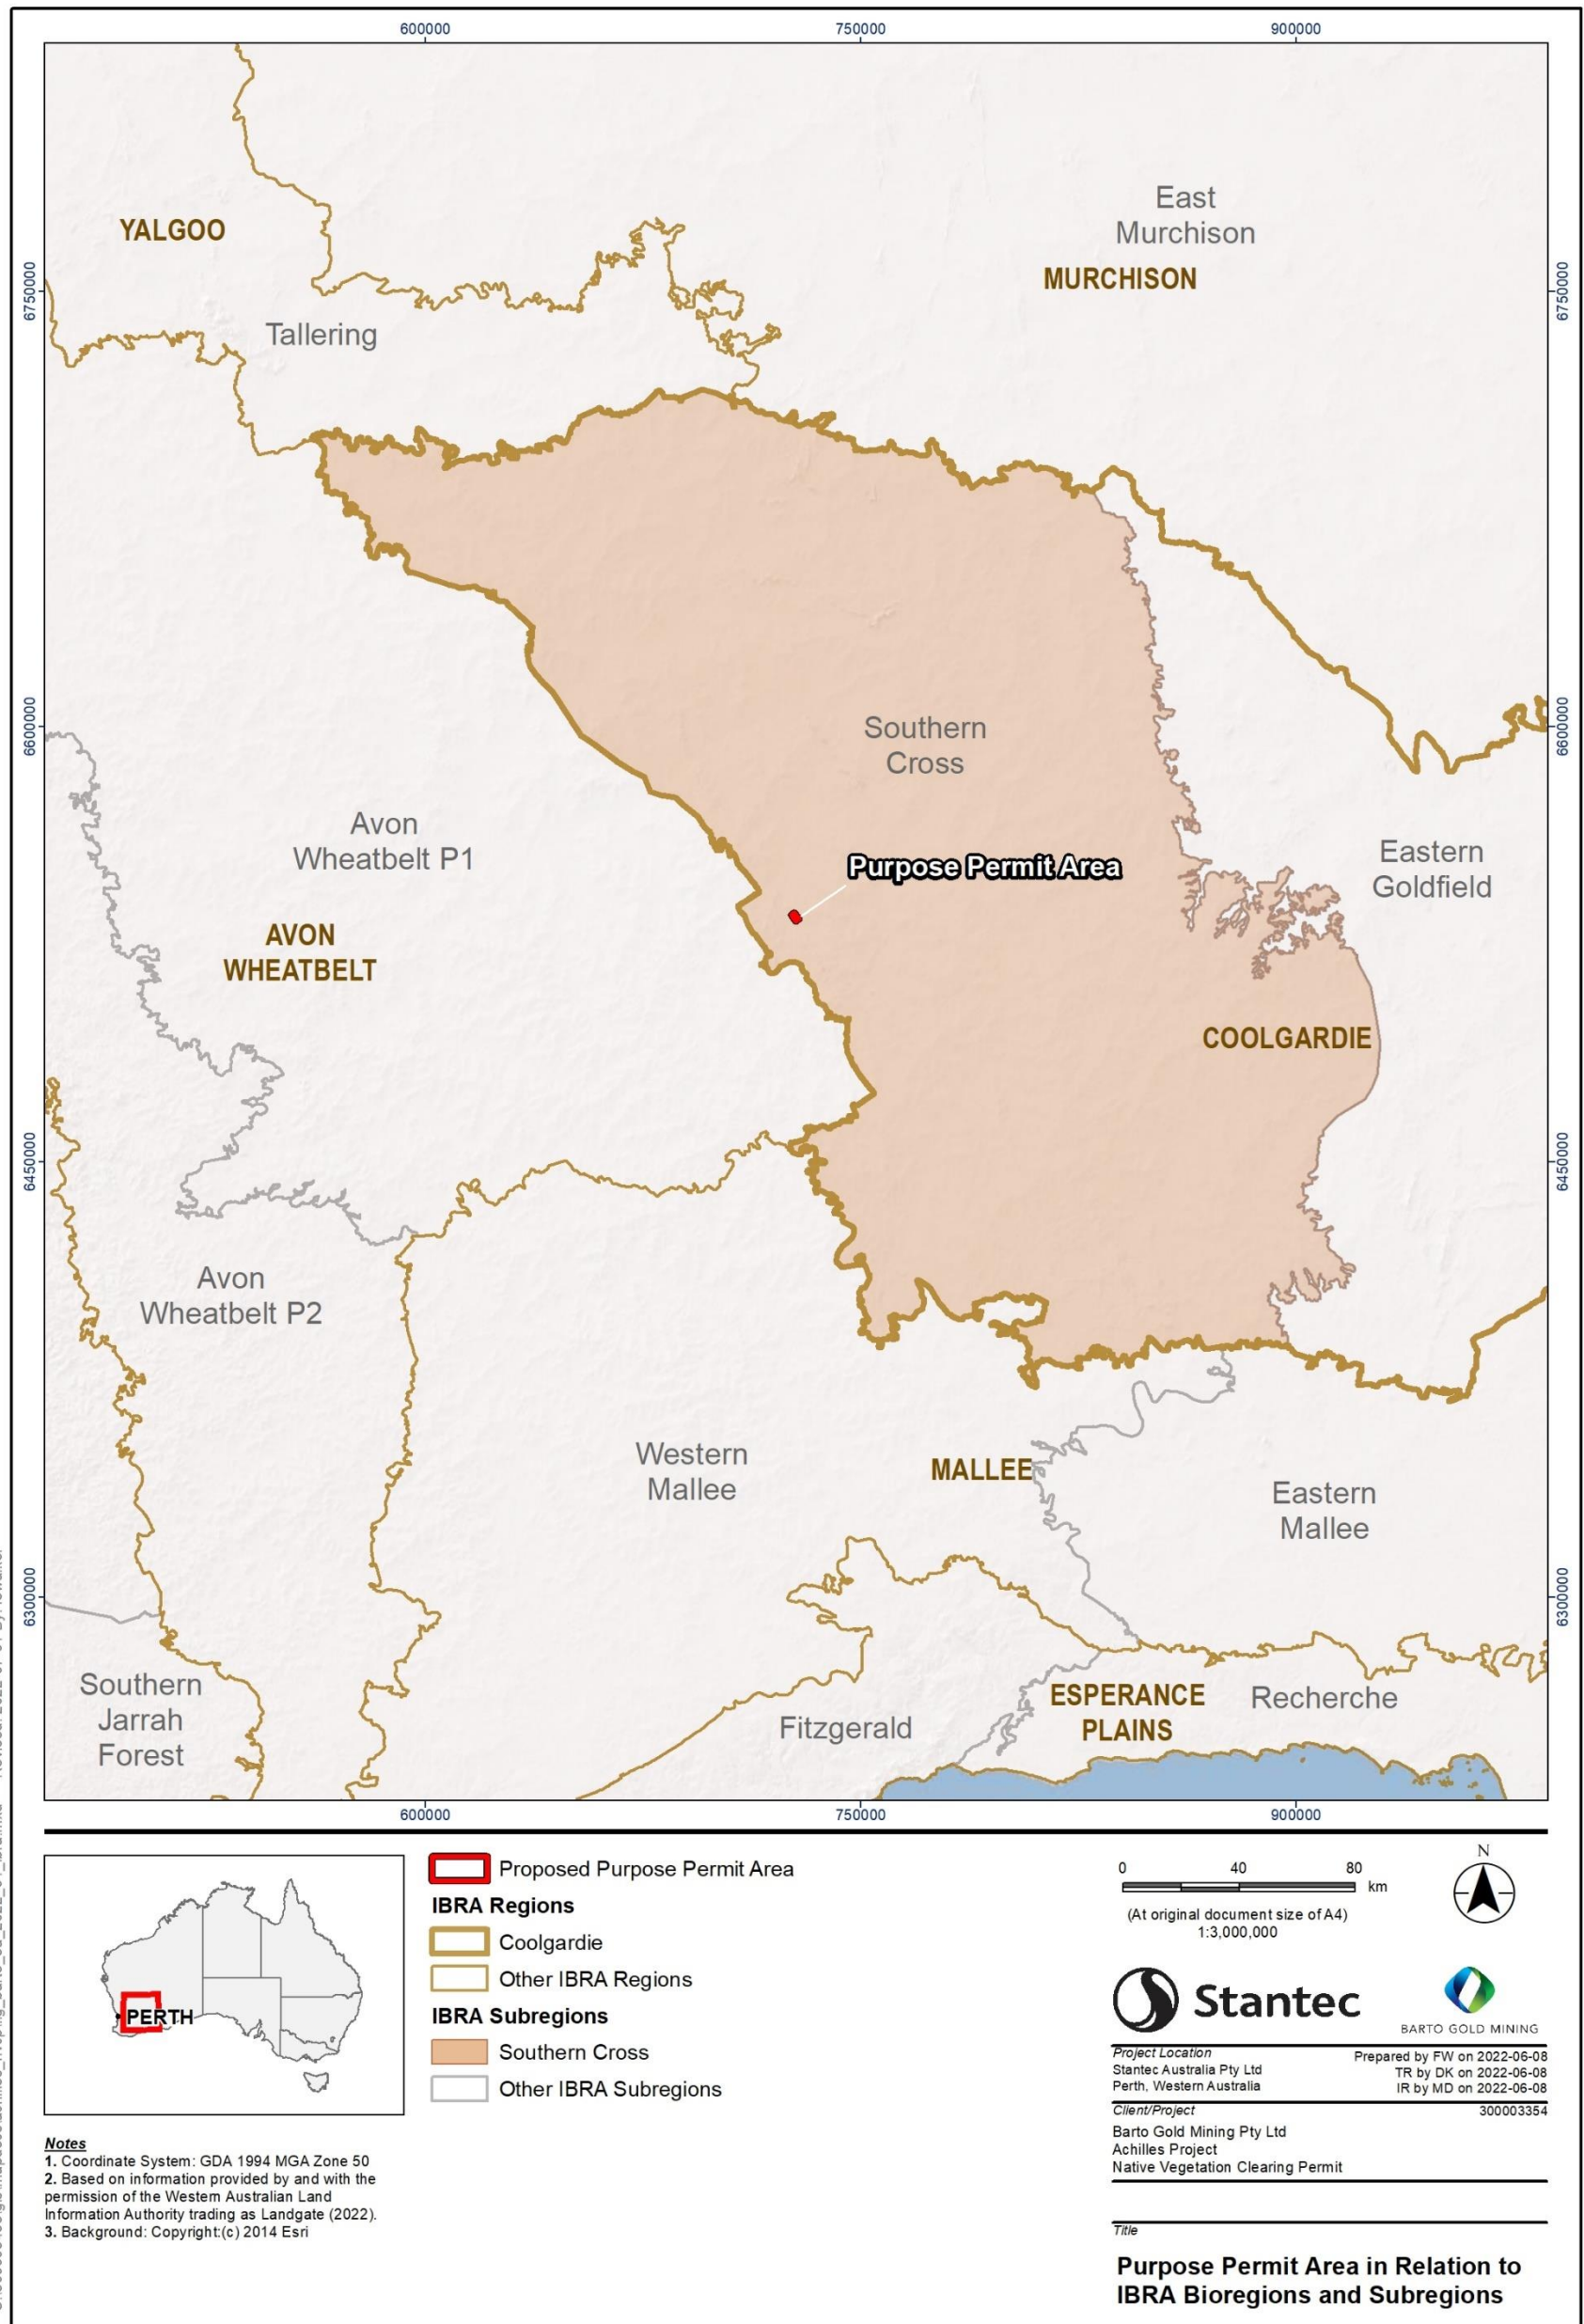 600000
750000
900000
East
Murchison
YALGOO
MURCHISON
6750000
6750000
Tallering
Southern
Cross
6600000
6600000
Avon
Wheatbelt P1
Eastern
Goldfield
Purpose Permit Area
AVON
WHEATBELT
COOLGARDIE
6450000
6450000
Avon
Wheatbelt P2
Western
Mallee
MALLEE
Eastern
Mallee
6300000
6300000
Southern
Jarrah
Forest
ESPERANCE
PLAINS
Recherche
Fitzgerald
600000
750000
900000
PERTH
Proposed Purpose Permit Area
IBRA Regions
Coolgardie
Other IBRA Regions
IBRA Subregions
Southern Cross
Other IBRA Subregions
0 40 80
km
(At original document size of A4)
1:3,000,000
N
Stantec
BARTO GOLD MINING
Project Location
Stantec Australia Pty Ltd
Perth, Western Australia
Prepared by FW on 2022-06-08
TR by DK on 2022-06-08
IR by MD on 2022-06-08
Client/Project
300003354
Barto Gold Mining Pty Ltd
Achilles Project
Native Vegetation Clearing Permit
Notes
1. Coordinate System: GDA 1994 MGA Zone 50
2. Based on information provided by and with the
permission of the Western Australian Land
Information Authority trading as Landgate (2022).
3. Background: Copyright:(c) 2014 Esri
Title
Purpose Permit Area in Relation to
IBRA Bioregions and Subregions